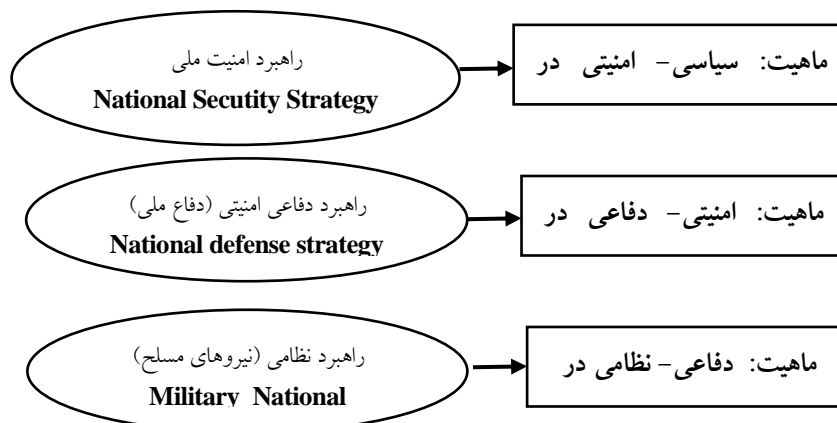 راهبرد امنیت ملی
National Secutity Strategy
ماهیت: سیاسی- امنیتی در
راهبرد دفاعی امنیتی (دفاع ملی)
National defense strategy
ماهیت: امنیتی- دفاعی در
راهبرد نظامی (نیروهای مسلح)
Military National
ماهیت: دفاعی- نظامی در